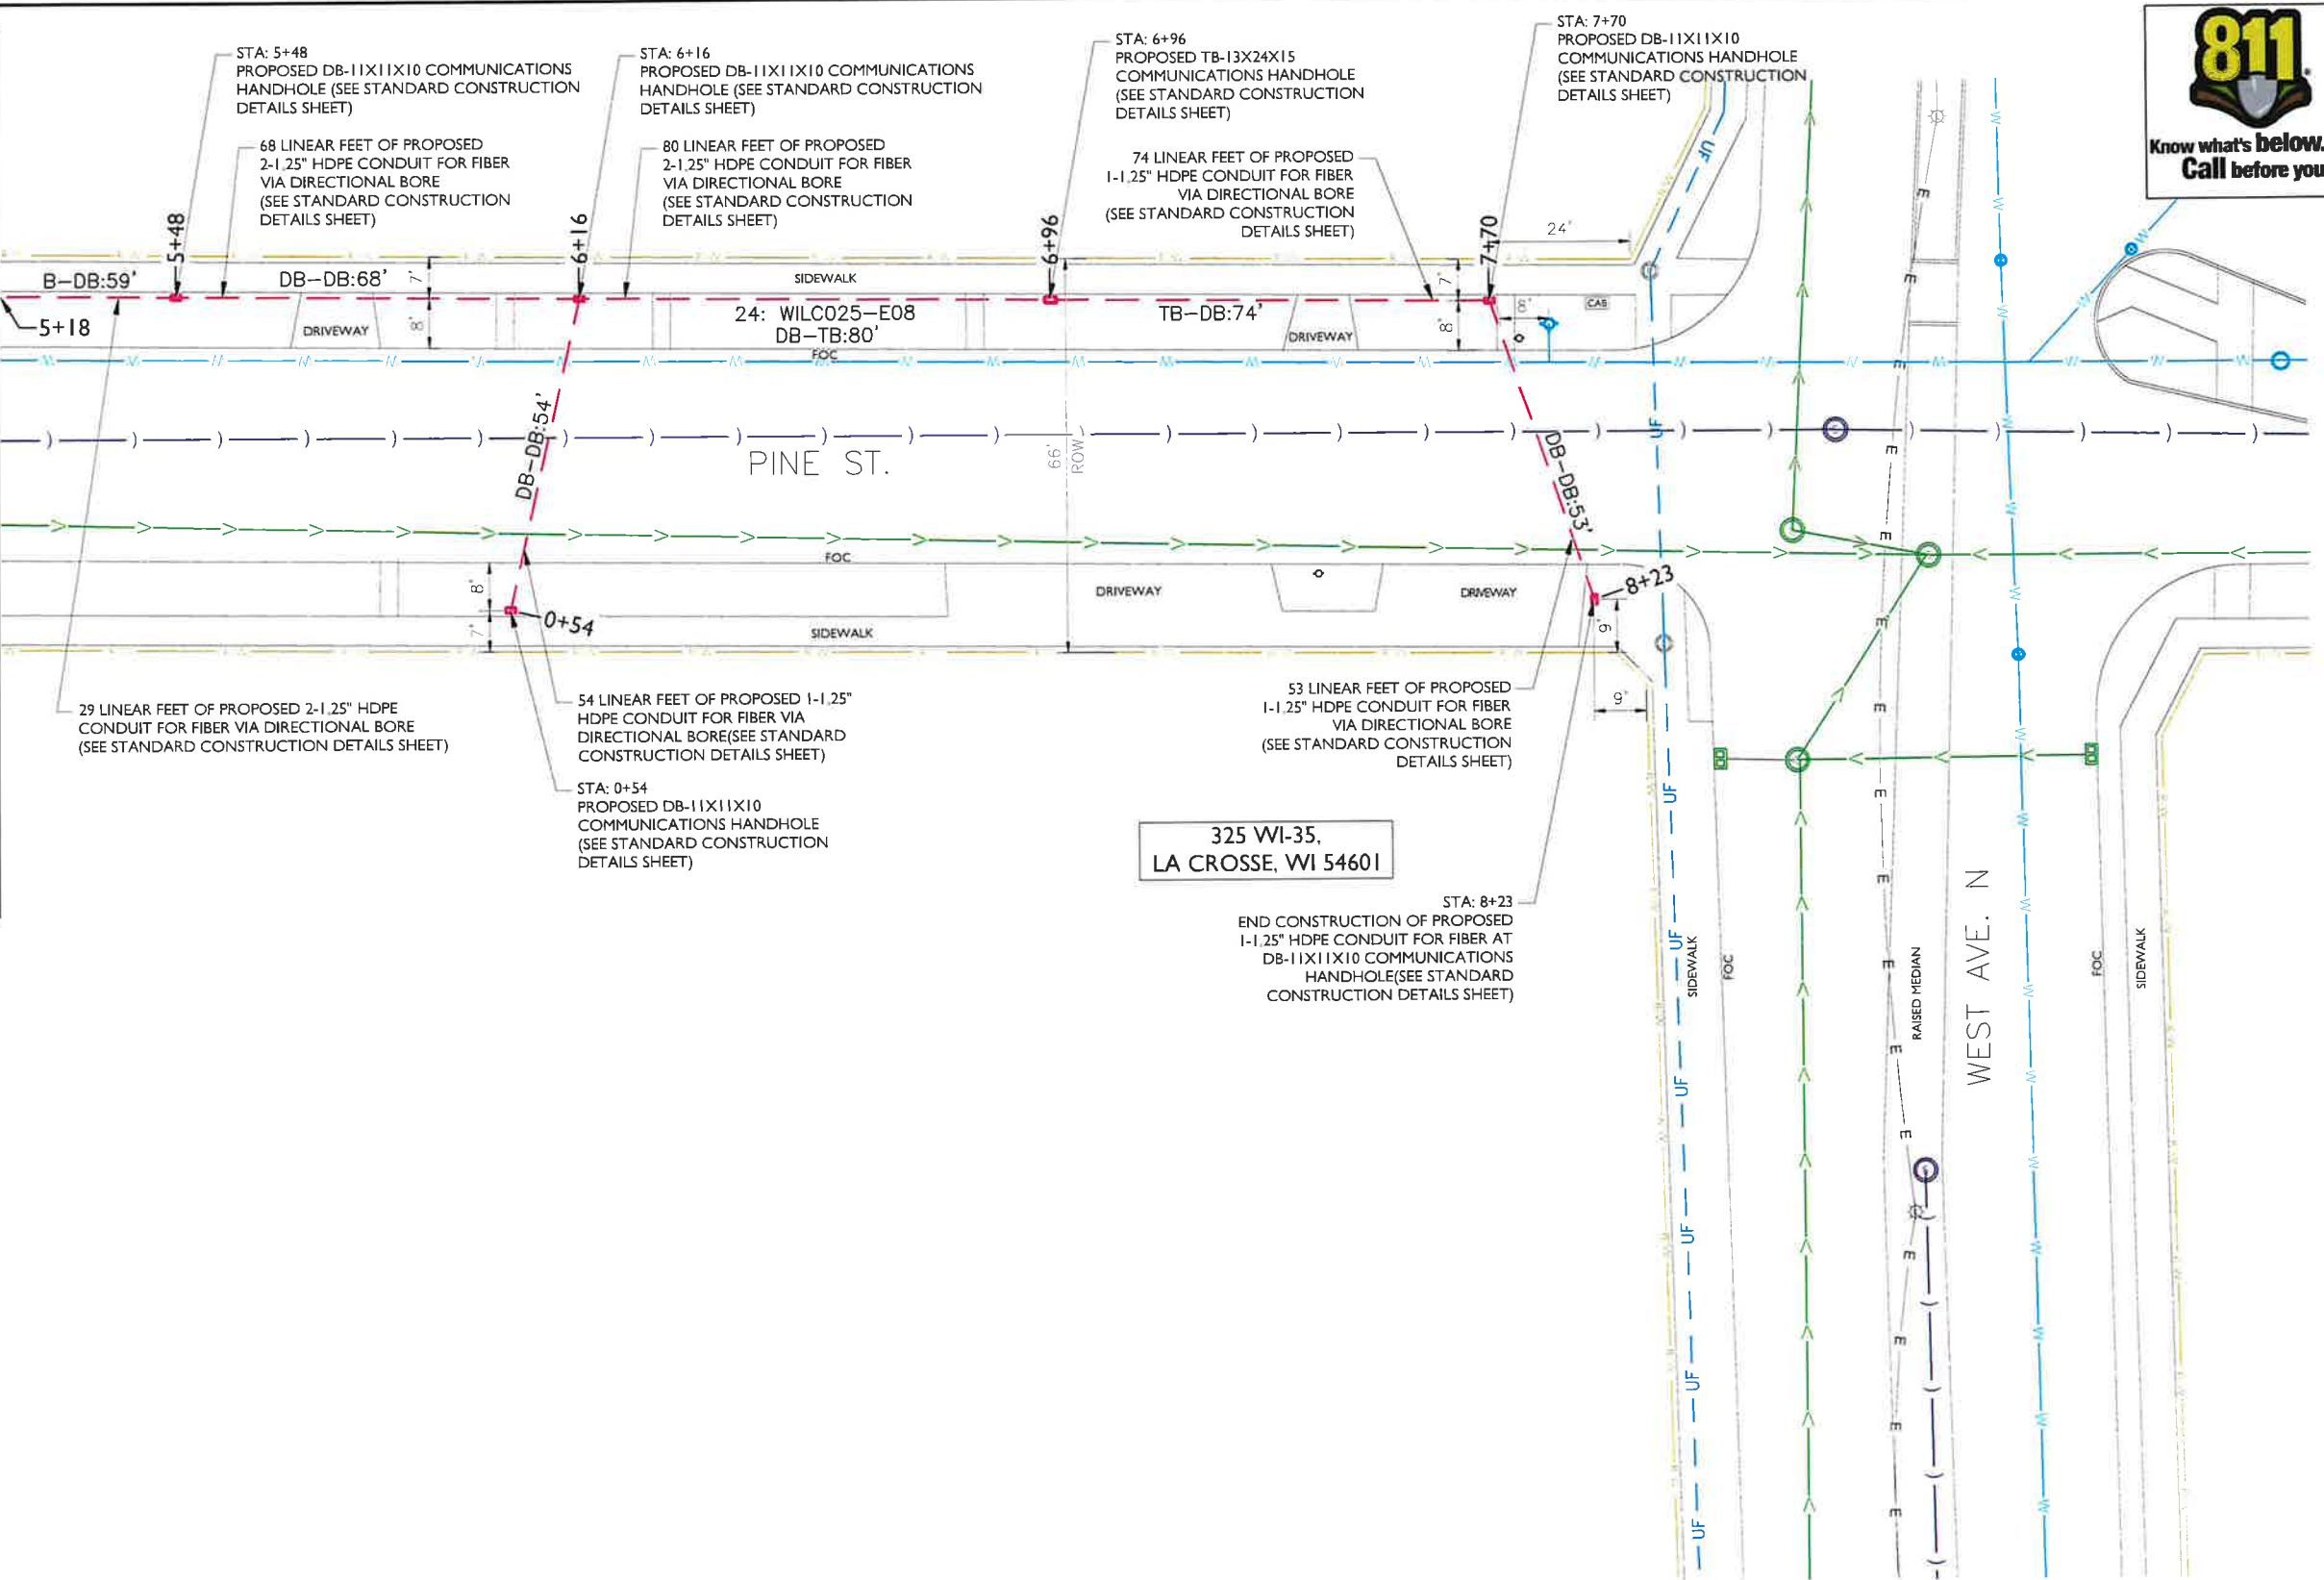 STA: 5+48
PROPOSED DB-11X11X10 COMMUNICATIONS
HANDHOLE (SEE STANDARD CONSTRUCTION
DETAILS SHEET)
68 LINEAR FEET OF PROPOSED
2-1.25" HDPE CONDUIT FOR FIBER
VIA DIRECTIONAL BORE
(SEE STANDARD CONSTRUCTION
DETAILS SHEET)
STA: 6+16
PROPOSED DB-11X11X10 COMMUNICATIONS
HANDHOLE (SEE STANDARD CONSTRUCTION
DETAILS SHEET)
80 LINEAR FEET OF PROPOSED
2-1.25" HDPE CONDUIT FOR FIBER
VIA DIRECTIONAL BORE
(SEE STANDARD CONSTRUCTION
DETAILS SHEET)
STA: 6+96
PROPOSED TB-13X24X15
COMMUNICATIONS HANDHOLE
(SEE STANDARD CONSTRUCTION
DETAILS SHEET)
74 LINEAR FEET OF PROPOSED
1-1.25" HDPE CONDUIT FOR FIBER
VIA DIRECTIONAL BORE
(SEE STANDARD CONSTRUCTION
DETAILS SHEET)
STA: 7+70
PROPOSED DB-11X11X10
COMMUNICATIONS HANDHOLE
(SEE STANDARD CONSTRUCTION
DETAILS SHEET)
811
Know what's below.
Call before you
5+48
6+16
6+96
7+70
24'
B-DB:59'
DB-DB:68'
7'
SIDEWALK
7'
5+18
DRIVEWAY
8'
24: WILC025-E08
DB-TB:80'
TB-DB:74'
DRIVEWAY
8'
8'
CAB
FOC
DB-DB:54'
PINE ST.
66'
ROW
DB-DB:53'
UF
UF
FOC
8'
7'
0+54
SIDEWALK
DRIVEWAY
DRIVEWAY
8+23
9'
9'
29 LINEAR FEET OF PROPOSED 2-1.25" HDPE
CONDUIT FOR FIBER VIA DIRECTIONAL BORE
(SEE STANDARD CONSTRUCTION DETAILS SHEET)
54 LINEAR FEET OF PROPOSED 1-1.25"
HDPE CONDUIT FOR FIBER VIA
DIRECTIONAL BORE(SEE STANDARD
CONSTRUCTION DETAILS SHEET)
STA: 0+54
PROPOSED DB-11X11X10
COMMUNICATIONS HANDHOLE
(SEE STANDARD CONSTRUCTION
DETAILS SHEET)
53 LINEAR FEET OF PROPOSED
1-1.25" HDPE CONDUIT FOR FIBER
VIA DIRECTIONAL BORE
(SEE STANDARD CONSTRUCTION
DETAILS SHEET)
325 WI-35,
LA CROSSE, WI 54601
STA: 8+23
END CONSTRUCTION OF PROPOSED
1-1.25" HDPE CONDUIT FOR FIBER AT
DB-11X11X10 COMMUNICATIONS
HANDHOLE(SEE STANDARD
CONSTRUCTION DETAILS SHEET)
UF
UF
UF
UF
UF
UF
SIDEWALK
FOC
RAISED MEDIAN
WEST AVE. N
FOC
SIDEWALK